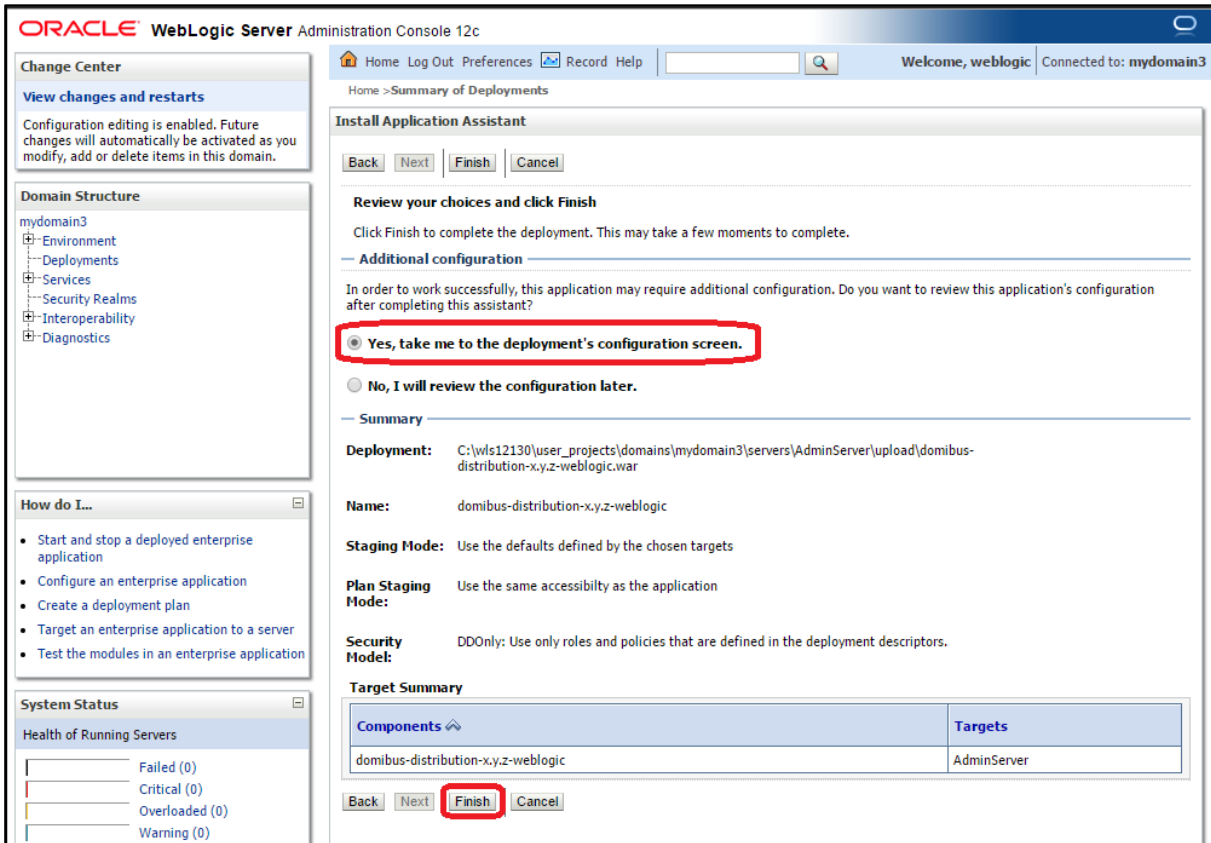 ORACLE WebLogic Server Administration Console 12c
Change Center
View changes and restarts
Configuration editing is enabled. Future
changes will automatically be activated as you
modify, add or delete items in this domain.
Domain Structure
mydomain3
Environment
Deployments
Services
Security Realms
Interoperability
Diagnostics
How do I...
Start and stop a deployed enterprise
application
Configure an enterprise application
Create a deployment plan
Target an enterprise application to a server
Test the modules in an enterprise application
System Status
Health of Running Servers
Failed (0)
Critical (0)
Overloaded (0)
Warning (0)
Home Log Out Preferences Record Help
Welcome, weblogic Connected to: mydomain3
Home >Summary of Deployments
Install Application Assistant
Back Next Finish Cancel
Review your choices and click Finish
Click Finish to complete the deployment. This may take a few moments to complete.
Additional configuration
In order to work successfully, this application may require additional configuration. Do you want to review this application's configuration
after completing this assistant?
Yes, take me to the deployment's configuration screen.
No, I will review the configuration later.
Summary
Deployment: C:\wls12130\user_projects\domains\mydomain3\servers\AdminServer\upload\domibus-
distribution-x.y.z-weblogic.war
Name: domibus-distribution-x.y.z-weblogic
Staging Mode: Use the defaults defined by the chosen targets
Plan Staging Use the same accessibilty as the application
Mode:
Security DDOnly: Use only roles and policies that are defined in the deployment descriptors.
Model:
Target Summary
Components Targets
domibus-distribution-x.y.z-weblogic AdminServer
Back Next Finish Cancel